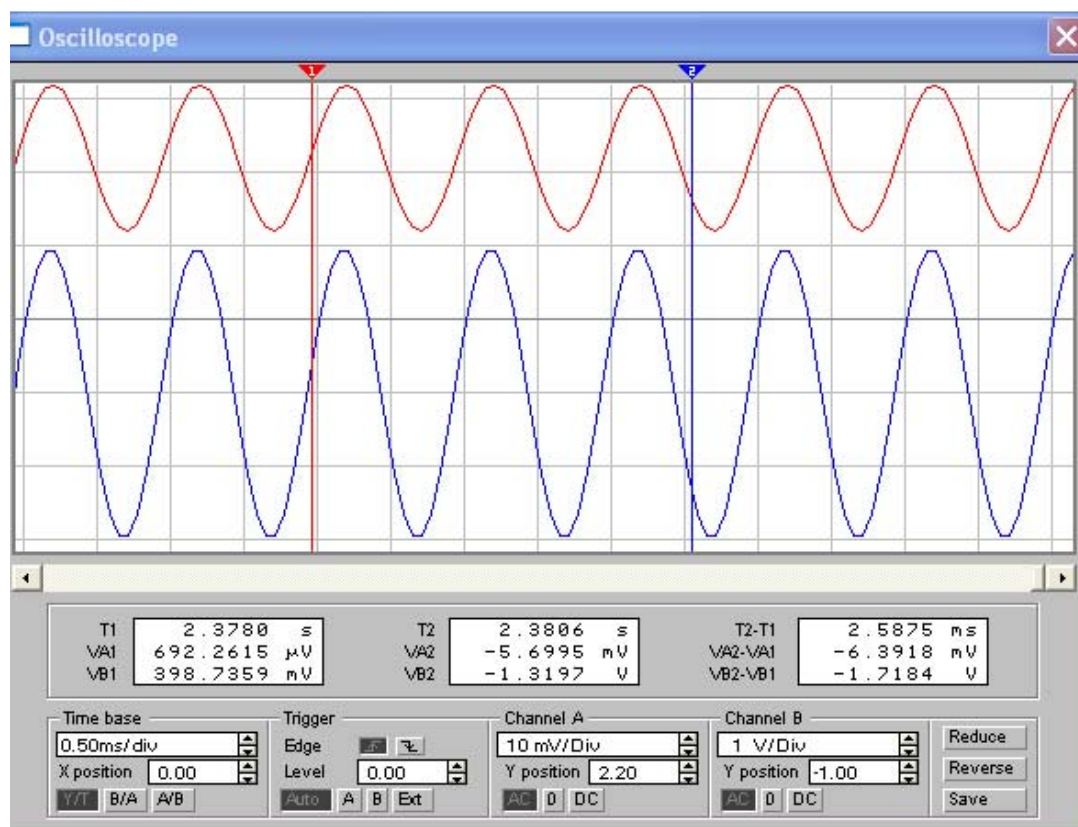 Oscilloscope
1 2
T1 2.3780 s T2 2.3806 s T2-T1 2.5875 ms
VA1 692.2615 µV VA2 -5.6995 mV VA2-VA1 -6.3918 mV
VB1 398.7359 mV VB2 -1.3197 V VB2-VB1 -1.7184 V
Time base Trigger Channel A Channel B
0.50ms/div Edge 10 mV/Div 1 V/Div Reduce
X position 0.00 Level 0.00 Y position 2.20 Y position -1.00 Reverse
Y/T B/A A/B Auto A B Ext AC 0 DC AC 0 DC Save